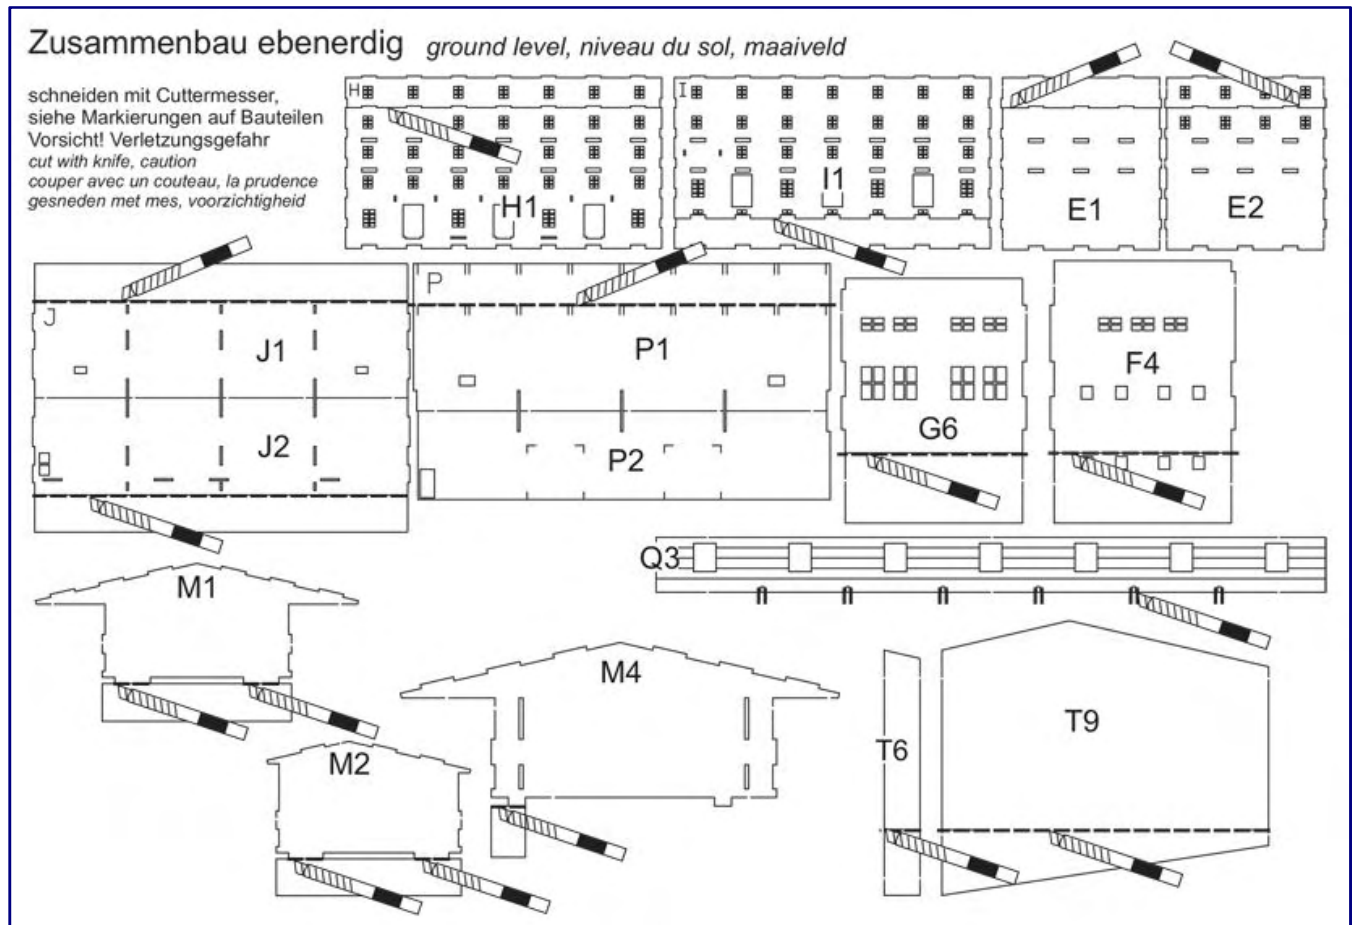 Zusammenbau ebenerdig ground level, niveau du sol, maaiveld
schneiden mit Cuttermesser,
siehe Markierungen auf Bauteilen
Vorsicht! Verletzungsgefahr
cut with knife, caution
couper avec un couteau, la prudence
gesneden met mes, voorzichtigheid
H
I
H1
I1
E1
E2
J
P
J1
P1
F4
J2
P2
G6
Q3
M1
M4
M2
T6
T9